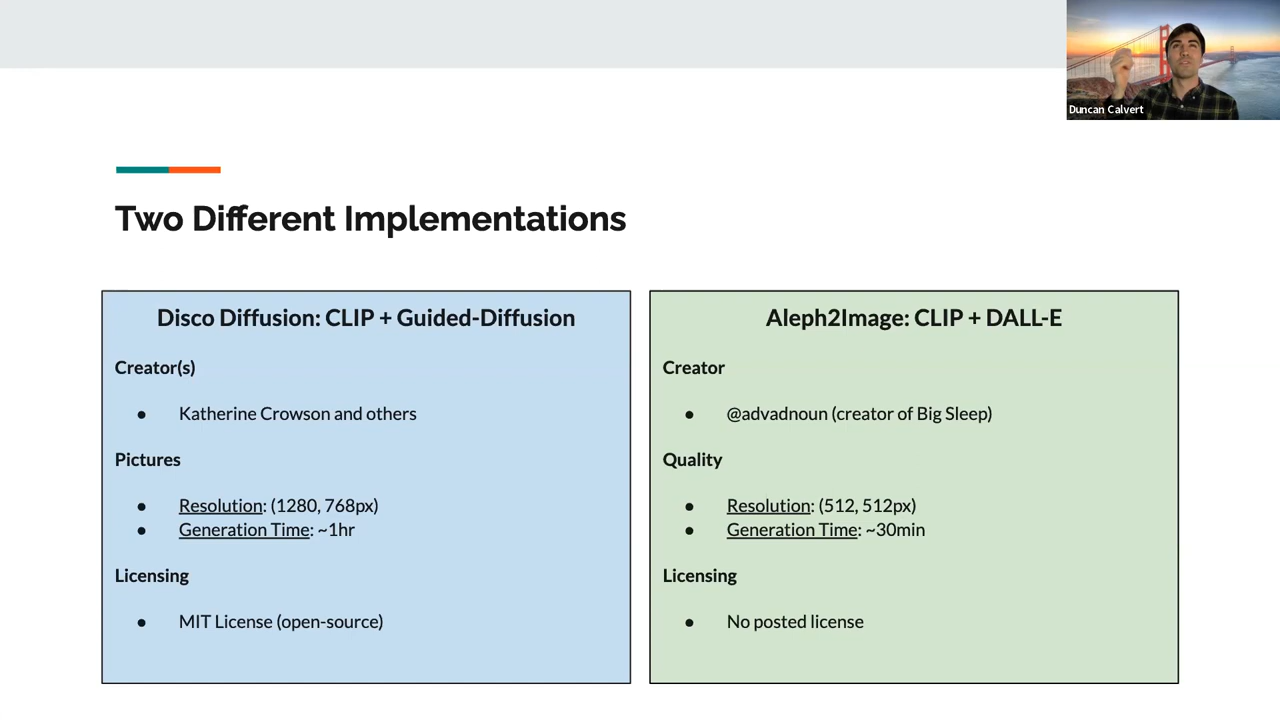 Duncan Calvert
Two Different Implementations
Disco Diffusion: CLIP + Guided-Diffusion
Creator(s)
● Katherine Crowson and others
Pictures
● Resolution: (1280, 768px)
● Generation Time: ~1hr
Licensing
● MIT License (open-source)
Aleph2Image: CLIP + DALL-E
Creator
● @advadnoun (creator of Big Sleep)
Quality
● Resolution: (512, 512px)
● Generation Time: ~30min
Licensing
● No posted license